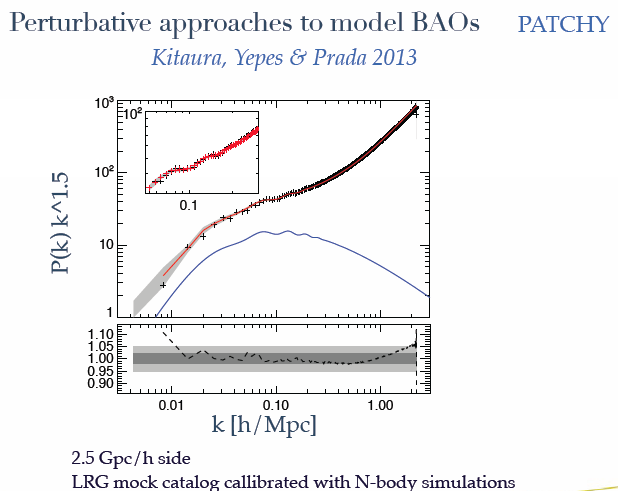 Perturbative approaches to model BAOs PATCHY
Kitaura, Yepes & Prada 2013
10³
10²
10
1
P(k) k^1.5
10²
0.1
1.10
1.05
1.00
0.95
0.90
0.01 0.10 1.00
k [h/Mpc]
2.5 Gpc/h side
LRG mock catalog callibrated with N-body simulations